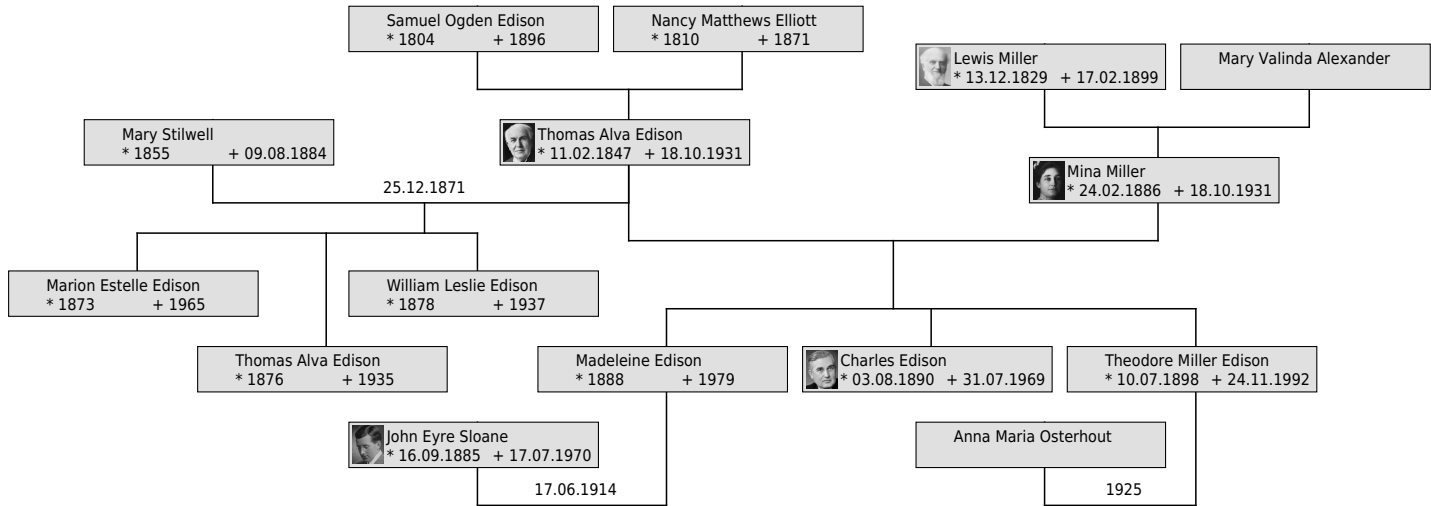 Samuel Ogden Edison
* 1804 + 1896
Nancy Matthews Elliott
* 1810 + 1871
Lewis Miller
* 13.12.1829 + 17.02.1899
Mary Valinda Alexander
Mary Stilwell
* 1855 + 09.08.1884
Thomas Alva Edison
* 11.02.1847 + 18.10.1931
Mina Miller
* 24.02.1886 + 18.10.1931
25.12.1871
Marion Estelle Edison
* 1873 + 1965
William Leslie Edison
* 1878 + 1937
Thomas Alva Edison
* 1876 + 1935
Madeleine Edison
* 1888 + 1979
Charles Edison
* 03.08.1890 + 31.07.1969
Theodore Miller Edison
* 10.07.1898 + 24.11.1992
John Eyre Sloane
* 16.09.1885 + 17.07.1970
Anna Maria Osterhout
17.06.1914
1925